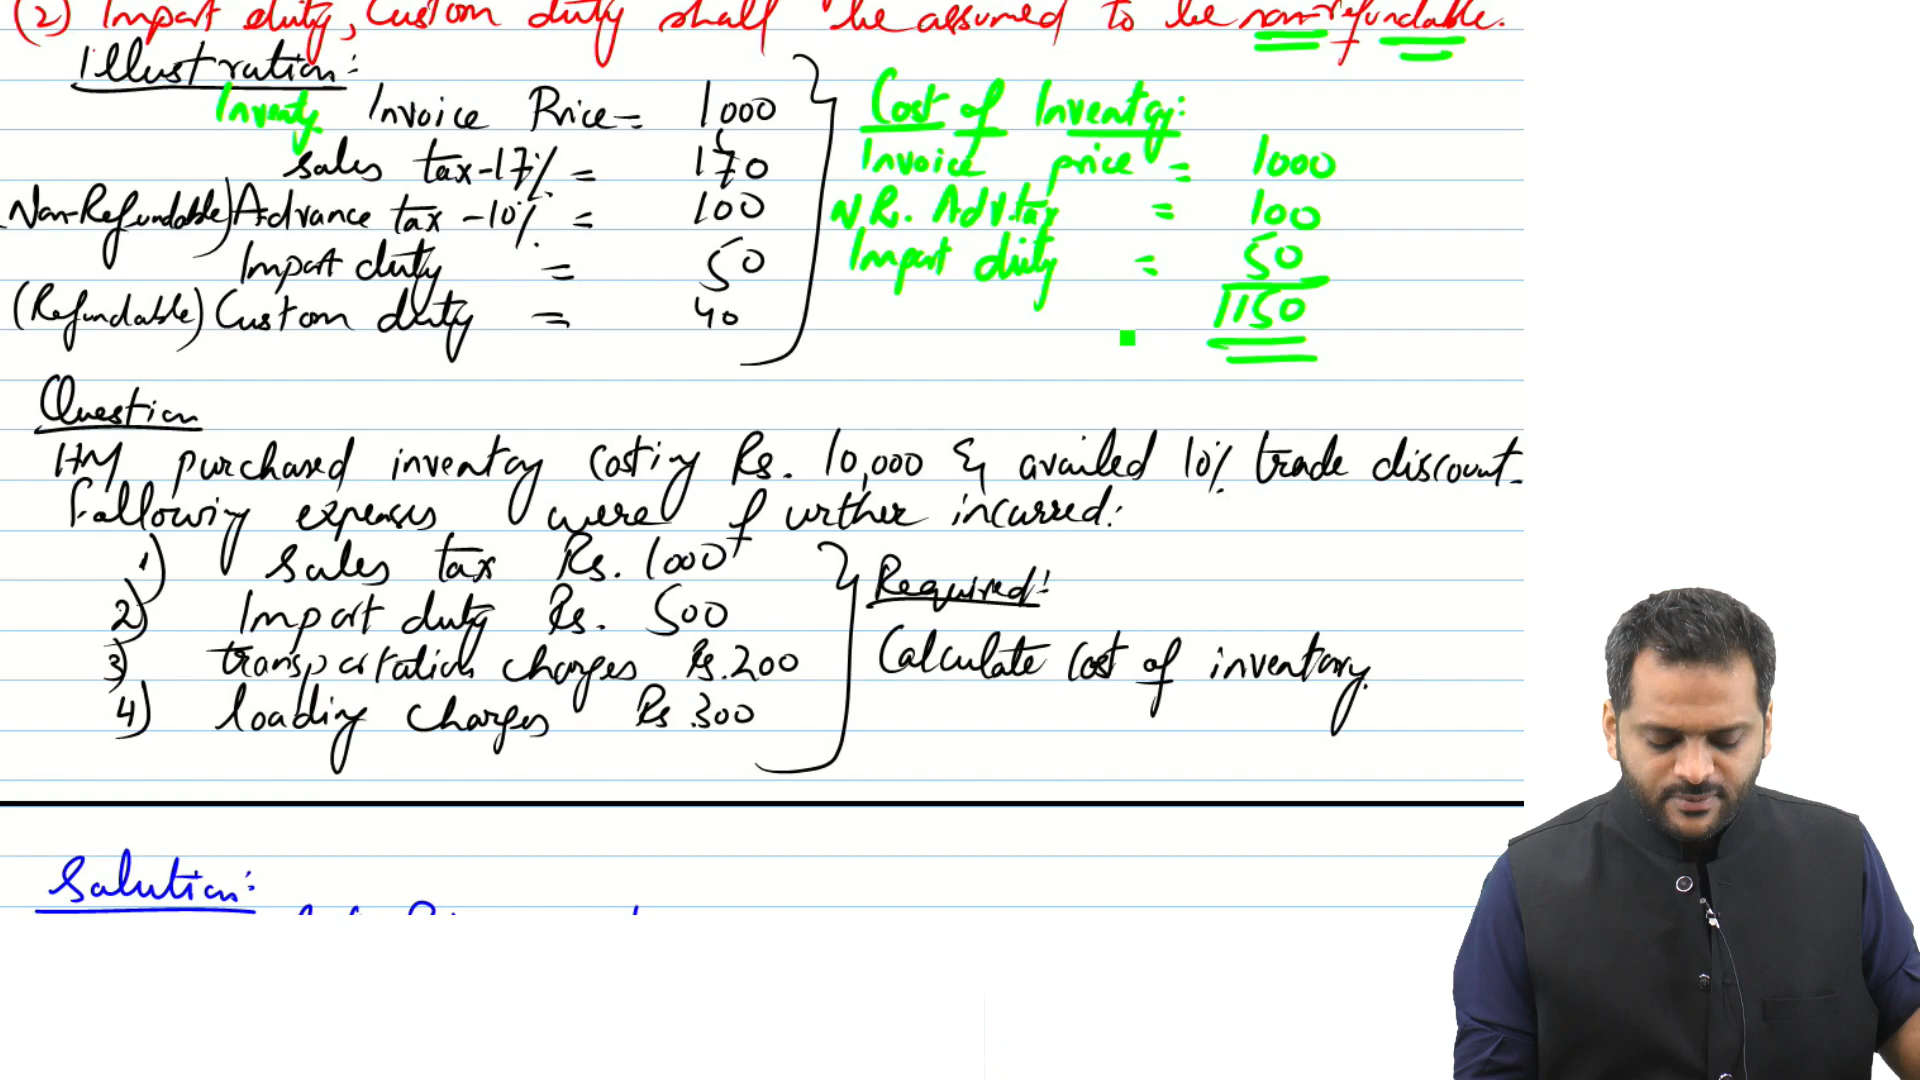 (2) Import duty, Custom duty shall be assumed to be non-refundable.
Illustration:
Inventy Invoice Price = 1000
sales tax-17% = 170
Non-Refundable) Advance tax -10% = 100
Import duty = 50
(Refundable) Custom duty = 40
Cost of Inventory:
Invoice price = 1000
N.R. Adv.tax = 100
Import duty = 50
1150
Question
HM purchased inventory costing Rs. 10,000 & availed 10% trade discount.
Following expenses were further incurred:
1) Sales tax Rs. 1000
2) Import duty Rs. 500
3) transportation charges Rs.200
4) loading charges Rs.300
Required:
Calculate cost of inventory.
Solution: